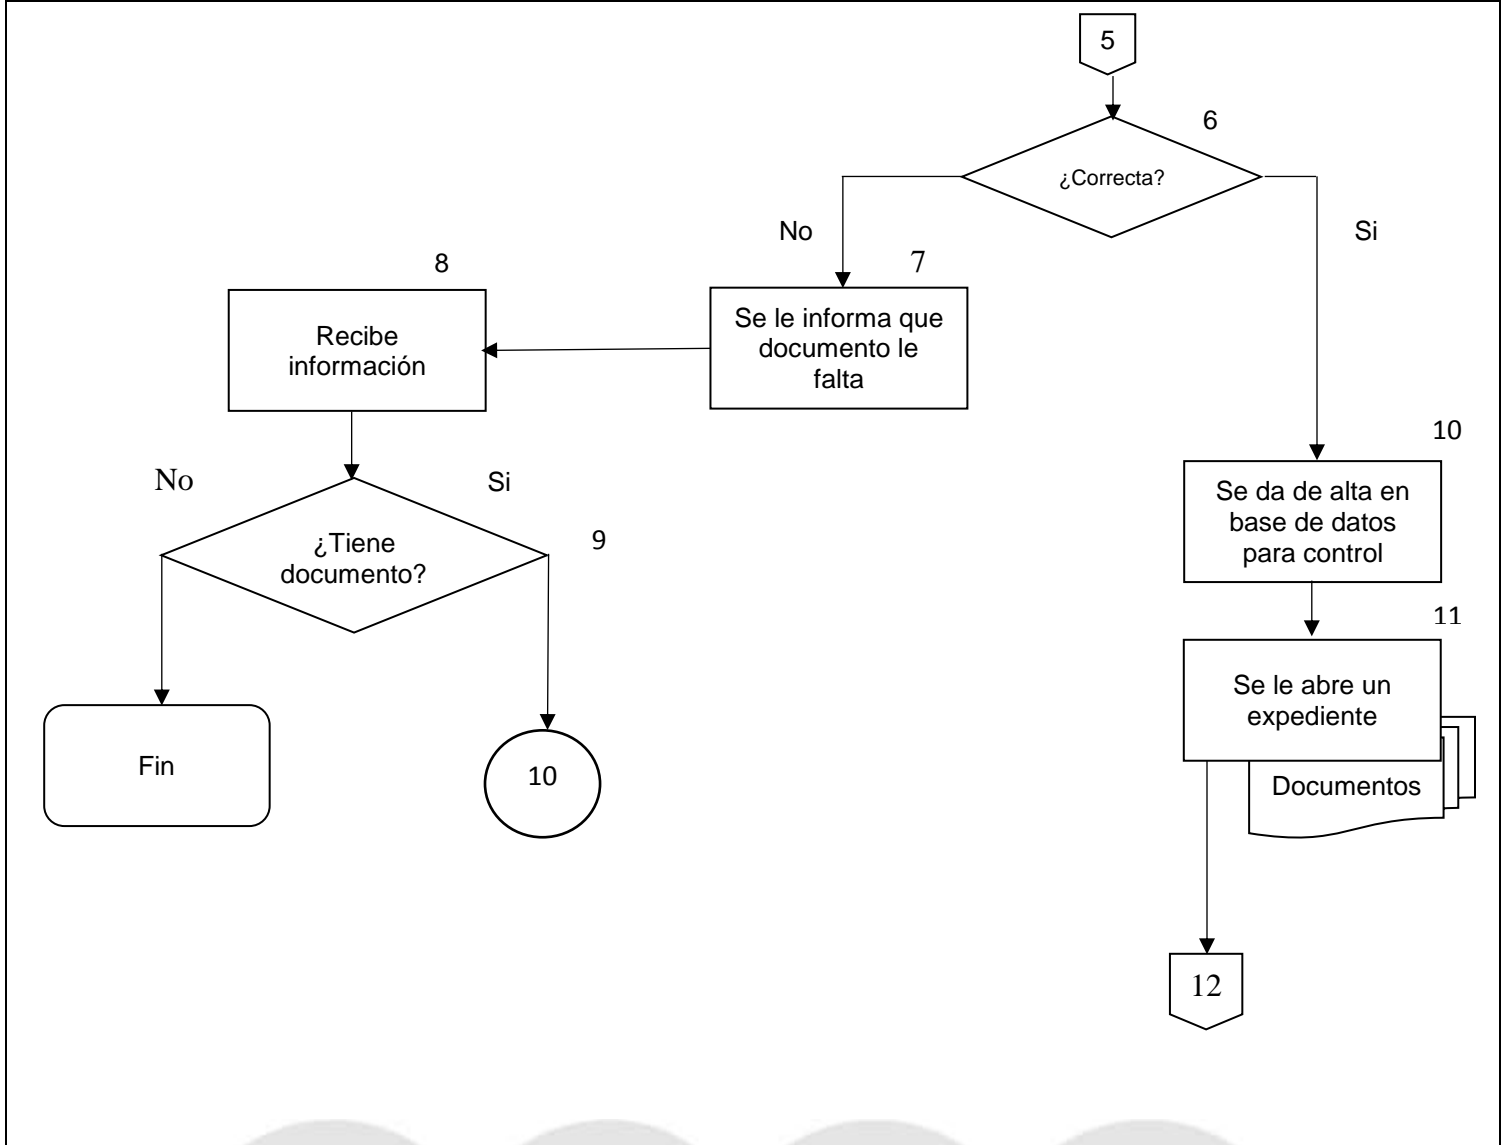 5
6
¿Correcta?
No
Si
8
7
Recibe
información
Se le informa que
documento le
falta
10
No
Si
Se da de alta en
base de datos
para control
¿Tiene
documento?
9
11
Se le abre un
expediente
Fin
10
Documentos
12